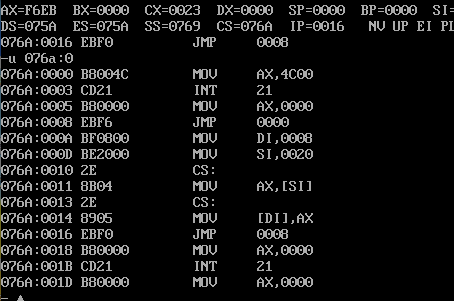 AX=F6EB BX=0000 CX=0023 DX=0000 SP=0000 BP=0000 SI=
DS=075A ES=075A SS=0769 CS=076A IP=0016 NV UP EI PL
076A:0016 EBF0 JMP 0008
-u 076a:0
076A:0000 B8004C MOV AX,4C00
076A:0003 CD21 INT 21
076A:0005 B80000 MOV AX,0000
076A:0008 EBF6 JMP 0000
076A:000A BF0800 MOV DI,0008
076A:000D BE2000 MOV SI,0020
076A:0010 2E CS:
076A:0011 8B04 MOV AX,[SI]
076A:0013 2E CS:
076A:0014 8905 MOV [DI],AX
076A:0016 EBF0 JMP 0008
076A:0018 B80000 MOV AX,0000
076A:001B CD21 INT 21
076A:001D B80000 MOV AX,0000
-